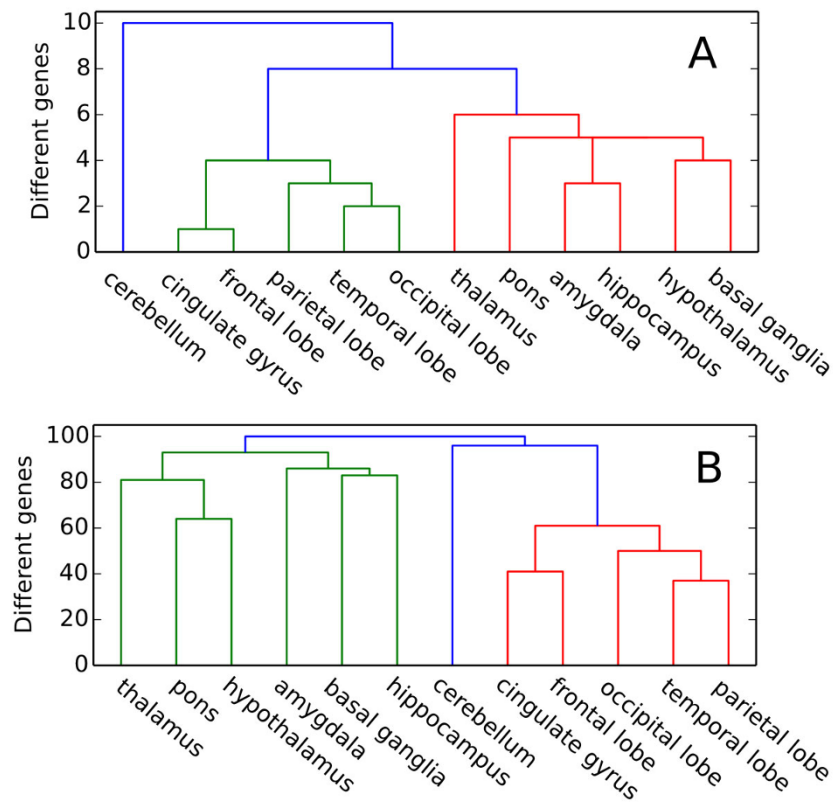 A
Different genes
10
8
6
4
2
0
cerebellum
cingulate gyrus
frontal lobe
parietal lobe
temporal lobe
occipital lobe
thalamus
pons
amygdala
hippocampus
hypothalamus
basal ganglia
B
Different genes
100
80
60
40
20
0
thalamus
pons
hypothalamus
amygdala
basal ganglia
hippocampus
cerebellum
cingulate gyrus
frontal lobe
occipital lobe
temporal lobe
parietal lobe